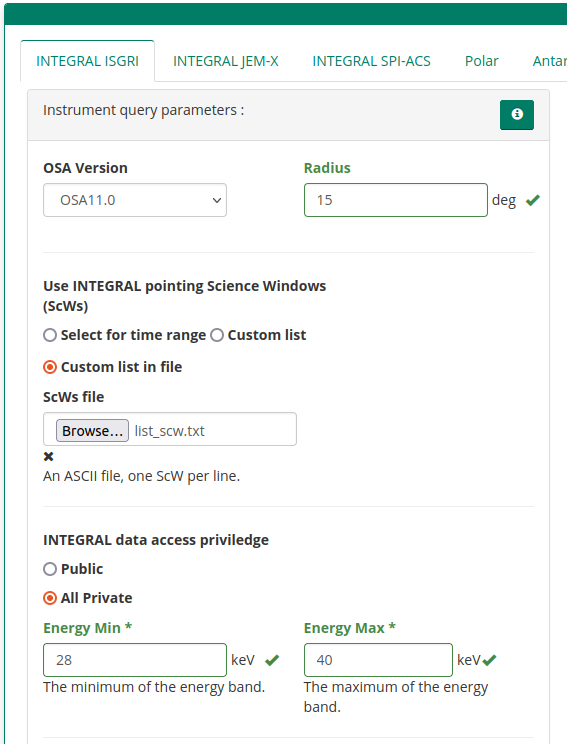 INTEGRAL ISGRI INTEGRAL JEM-X INTEGRAL SPI-ACS Polar
Instrument query parameters :
OSA Version Radius
OSA11.0 15 deg
Use INTEGRAL pointing Science Windows
(ScWs)
Select for time range Custom list
Custom list in file
ScWs file
Browse... list_scw.txt
An ASCII file, one ScW per line.
INTEGRAL data access priviledge
Public
All Private
Energy Min * Energy Max *
28 keV 40 keV
The minimum of the energy band. The maximum of the energy
band.